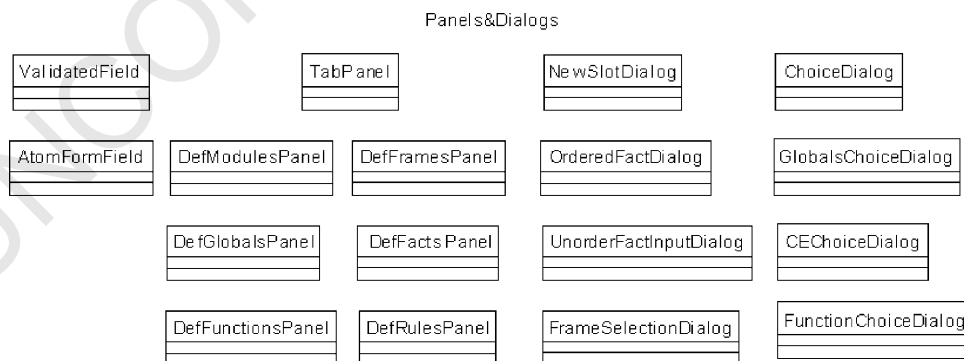 Panels&Dialogs
ValidatedField
TabPanel
NewSlotDialog
ChoiceDialog
AtomFormField
DefModulesPanel
DefFramesPanel
OrderedFactDialog
GlobalsChoiceDialog
DefGlobalsPanel
DefFactsPanel
UnorderFactInputDialog
CEChoiceDialog
DefFunctionsPanel
DefRulesPanel
FrameSelectionDialog
FunctionChoiceDialog